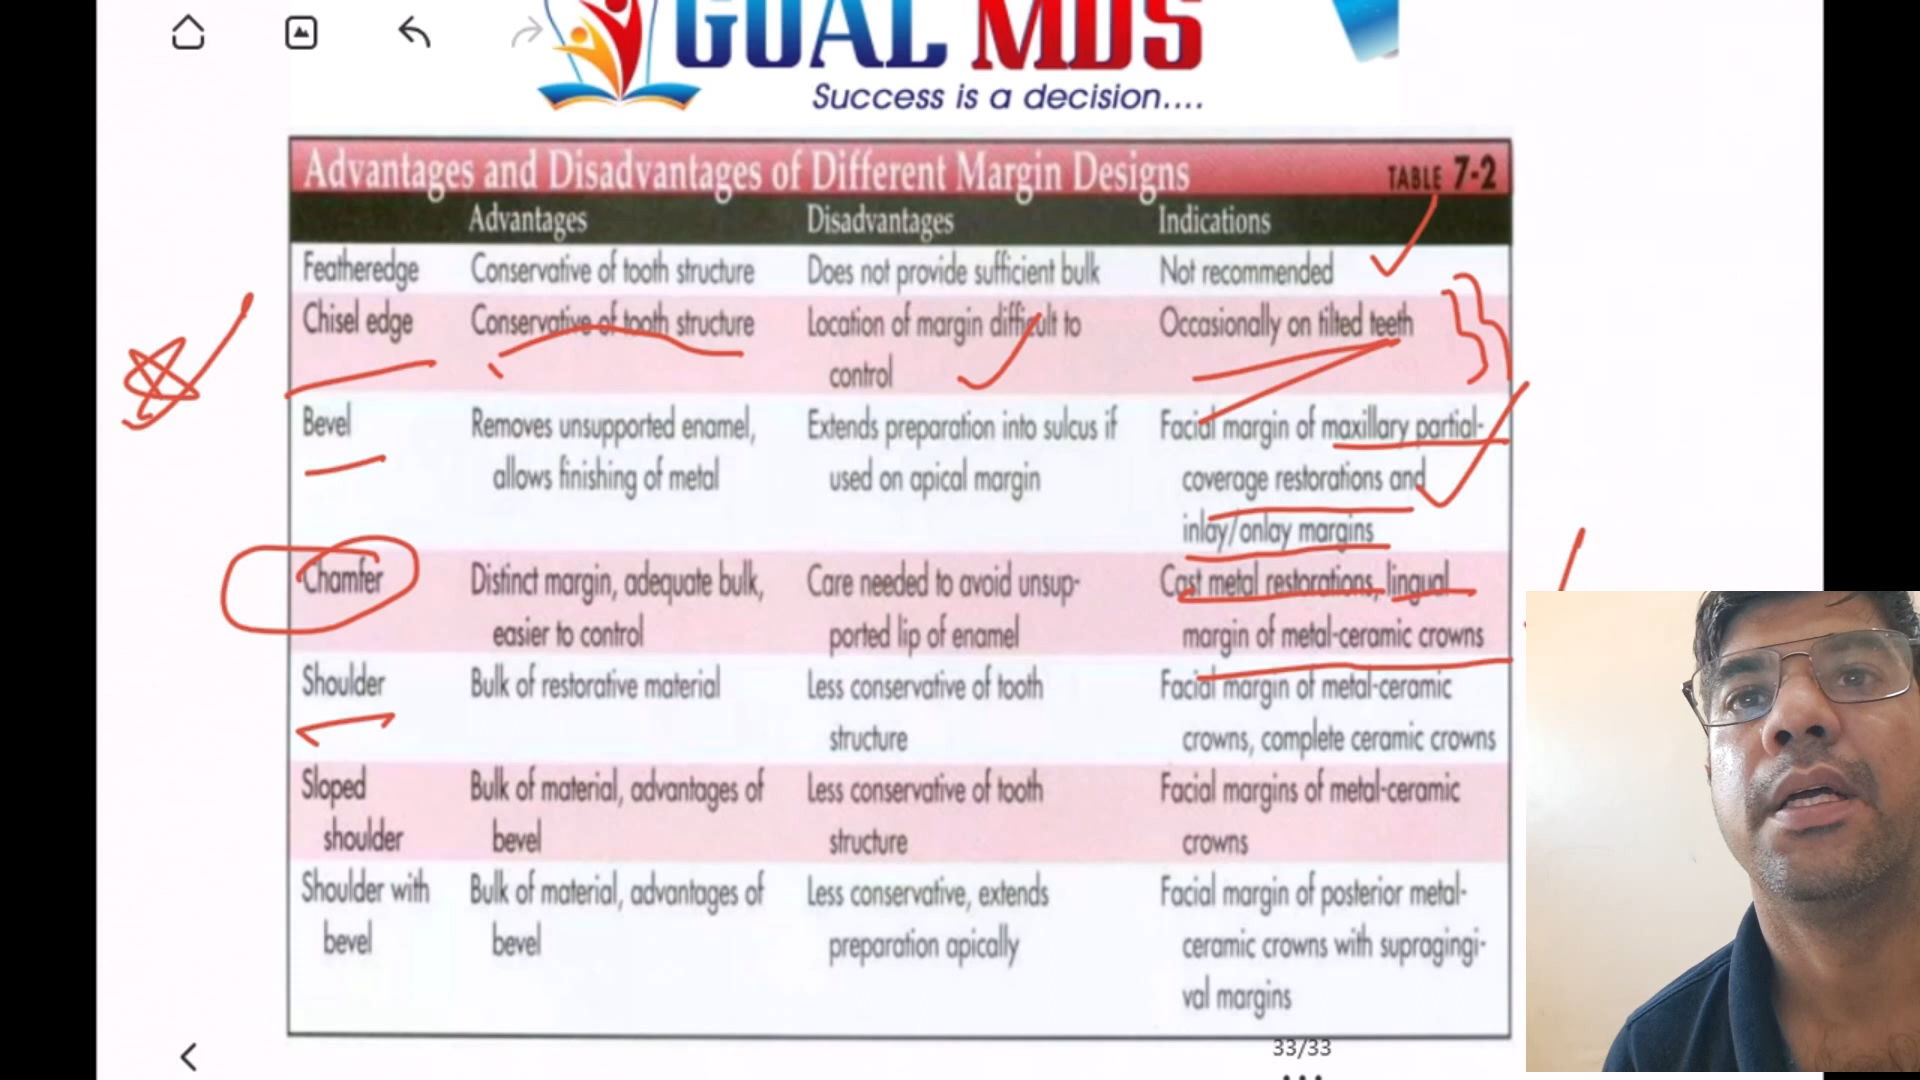 GOAL MDS
Success is a decision....
Advantages and Disadvantages of Different Margin Designs TABLE 7-2
Advantages Disadvantages Indications
Featheredge Conservative of tooth structure Does not provide sufficient bulk Not recommended
Chisel edge Conservative of tooth structure Location of margin difficult to Occasionally on tilted teeth
control
Bevel Removes unsupported enamel, Extends preparation into sulcus if Facial margin of maxillary partial-
allows finishing of metal used on apical margin coverage restorations and
inlay/onlay margins
Chamfer Distinct margin, adequate bulk, Care needed to avoid unsup- Cast metal restorations, lingual
easier to control ported lip of enamel margin of metal-ceramic crowns
Shoulder Bulk of restorative material Less conservative of tooth Facial margin of metal-ceramic
structure crowns, complete ceramic crowns
Sloped Bulk of material, advantages of Less conservative of tooth Facial margins of metal-ceramic
shoulder bevel structure crowns
Shoulder with Bulk of material, advantages of Less conservative, extends Facial margin of posterior metal-
bevel bevel preparation apically ceramic crowns with supragingi-
val margins
33/33